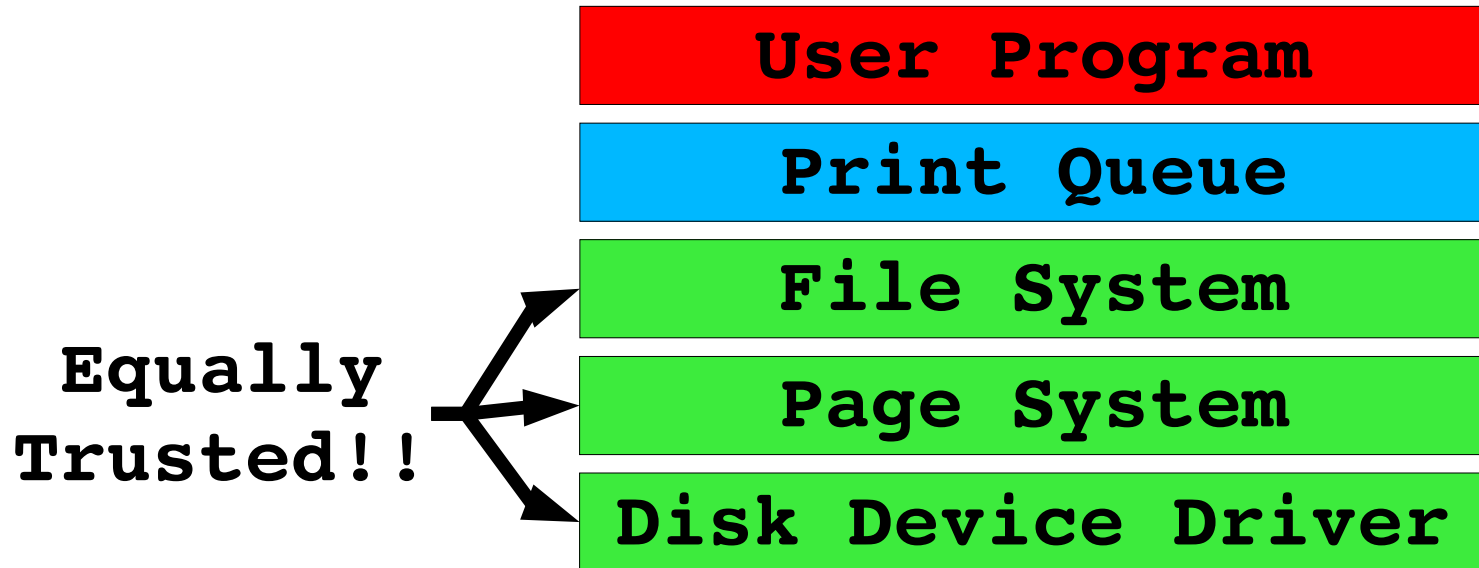 User Program
Print Queue
File System
Equally
Trusted!!
Page System
Disk Device Driver